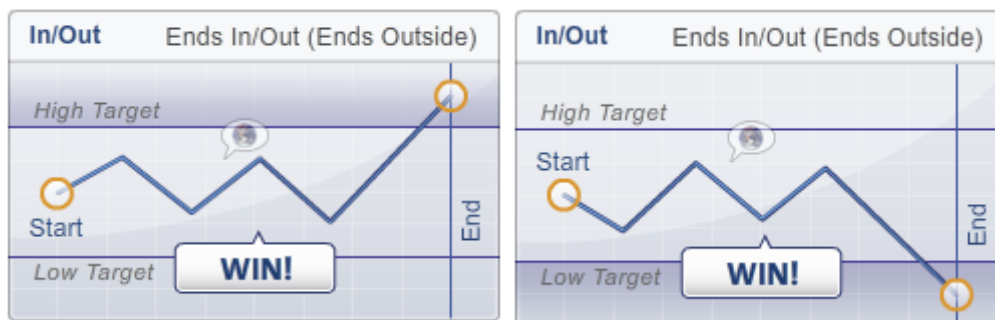 In/Out Ends In/Out (Ends Outside)
High Target
Start
End
Low Target
WIN!
In/Out Ends In/Out (Ends Outside)
High Target
Start
End
Low Target
WIN!